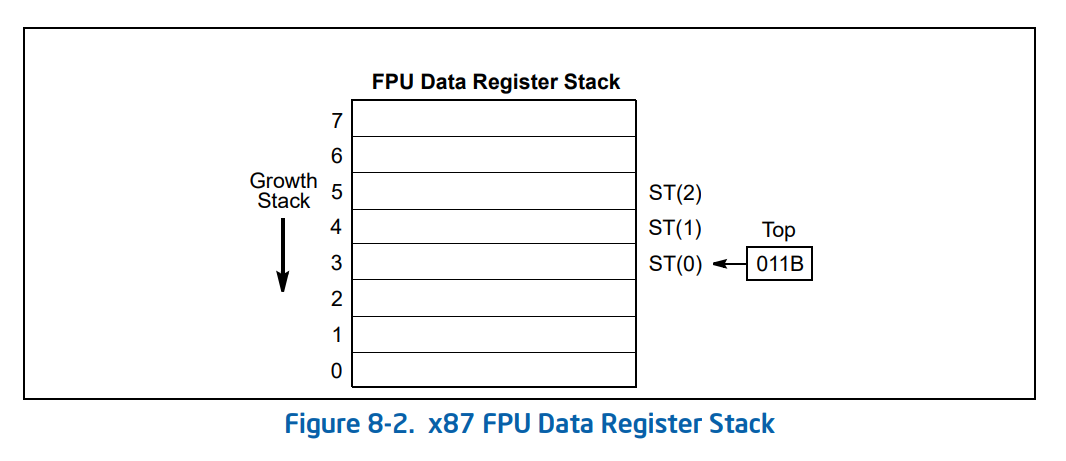 FPU Data Register Stack
7
6
Growth
Stack
5
ST(2)
4
ST(1)
Top
3
ST(0)
011B
2
1
0
Figure 8-2. x87 FPU Data Register Stack